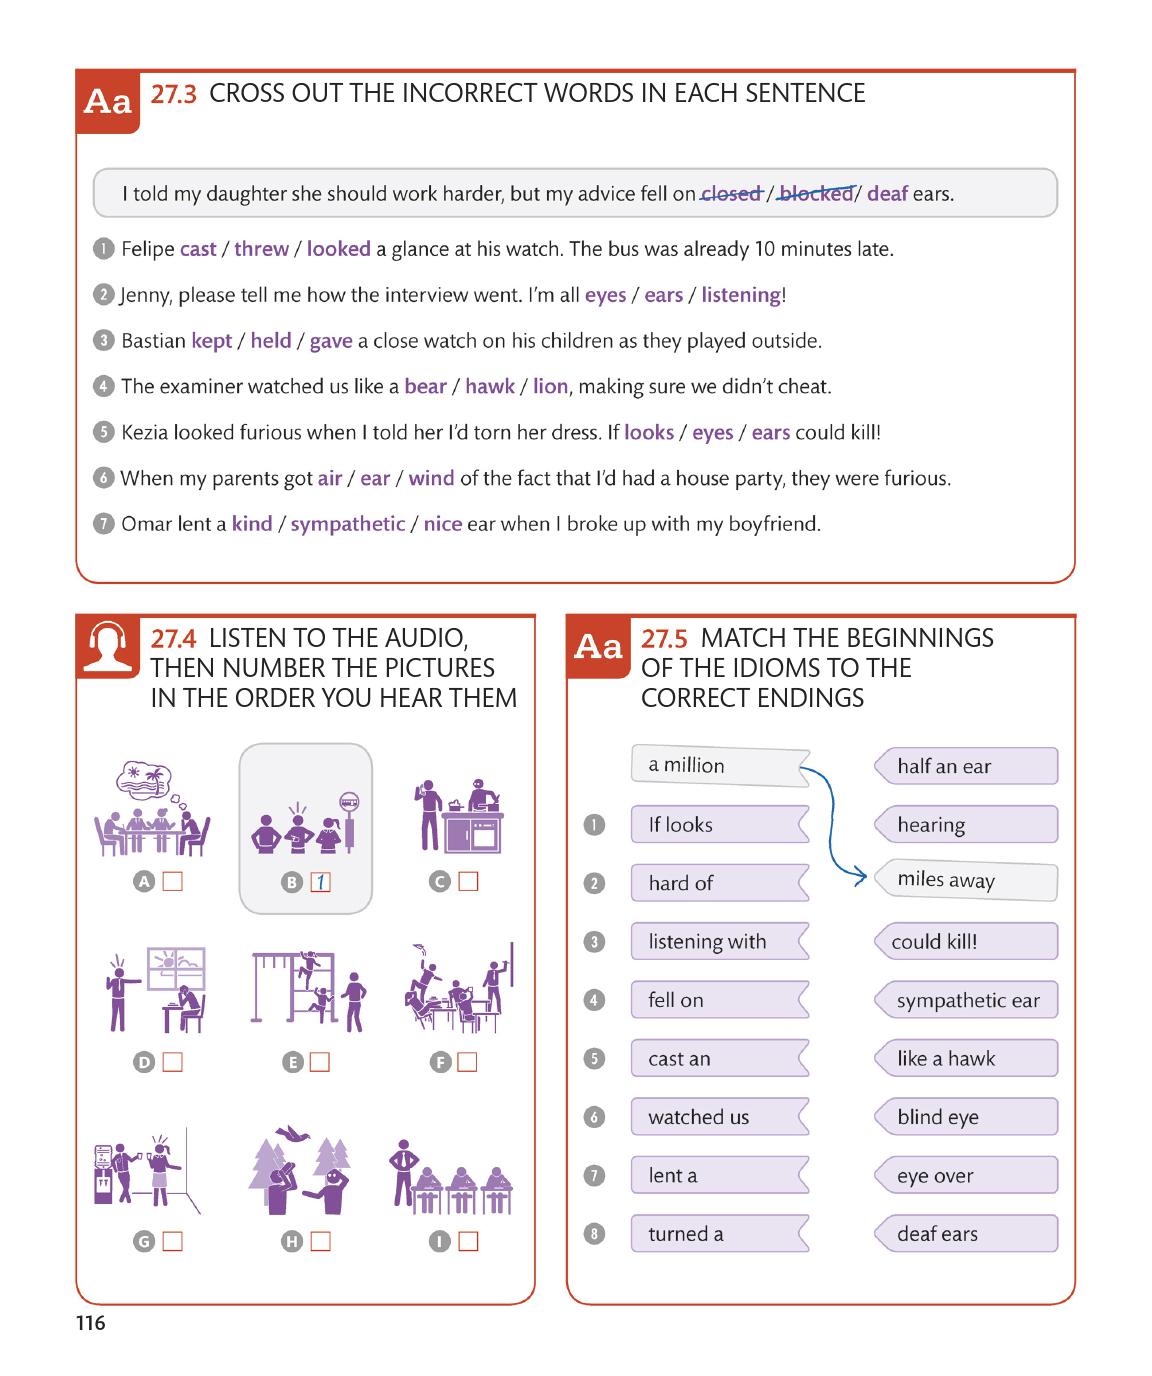 Aa 27.3 CROSS OUT THE INCORRECT WORDS IN EACH SENTENCE
I told my daughter she should work harder, but my advice fell on closed / blocked / deaf ears.
1 Felipe cast / threw / looked a glance at his watch. The bus was already 10 minutes late.
2 Jenny, please tell me how the interview went. I'm all eyes / ears / listening!
3 Bastian kept / held / gave a close watch on his children as they played outside.
4 The examiner watched us like a bear / hawk / lion, making sure we didn't cheat.
5 Kezia looked furious when I told her I'd torn her dress. If looks / eyes / ears could kill!
6 When my parents got air / ear / wind of the fact that I'd had a house party, they were furious.
7 Omar lent a kind / sympathetic / nice ear when I broke up with my boyfriend.
27.4 LISTEN TO THE AUDIO,
THEN NUMBER THE PICTURES
IN THE ORDER YOU HEAR THEM
A
B 1
C
D
E
F
G
H
I
Aa 27.5 MATCH THE BEGINNINGS
OF THE IDIOMS TO THE
CORRECT ENDINGS
a million half an ear
1 If looks hearing
2 hard of miles away
3 listening with could kill!
4 fell on sympathetic ear
5 cast an like a hawk
6 watched us blind eye
7 lent a eye over
8 turned a deaf ears
116